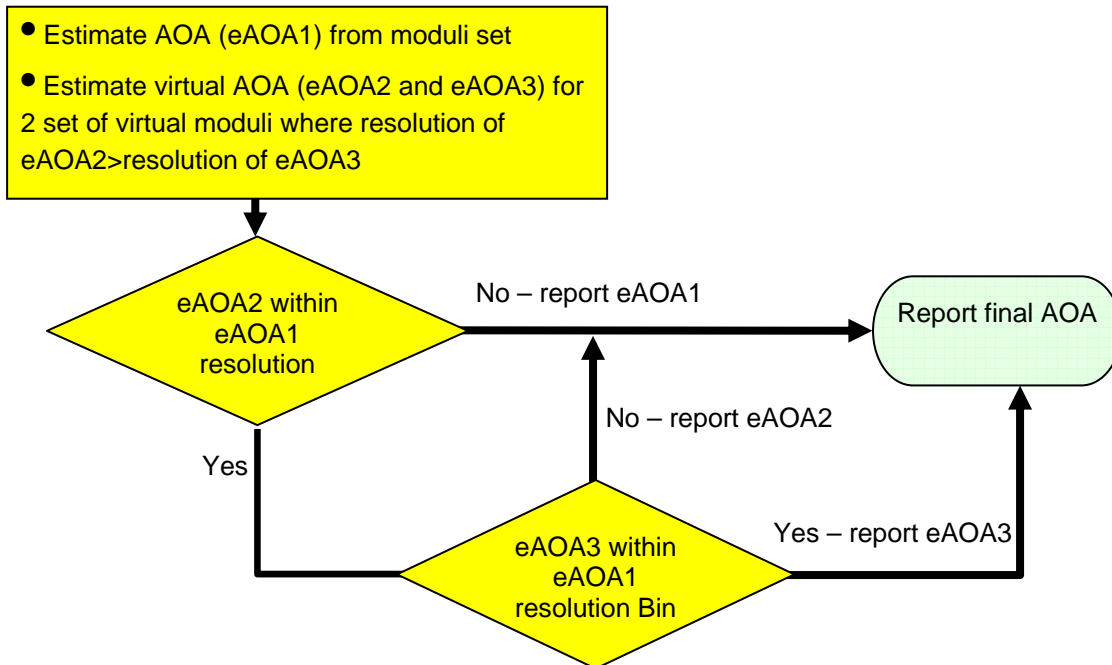 • Estimate AOA (eAOA1) from moduli set
• Estimate virtual AOA (eAOA2 and eAOA3) for
2 set of virtual moduli where resolution of
eAOA2>resolution of eAOA3
eAOA2 within
eAOA1
resolution
No – report eAOA1
Report final AOA
No – report eAOA2
Yes
eAOA3 within
eAOA1
resolution Bin
Yes – report eAOA3